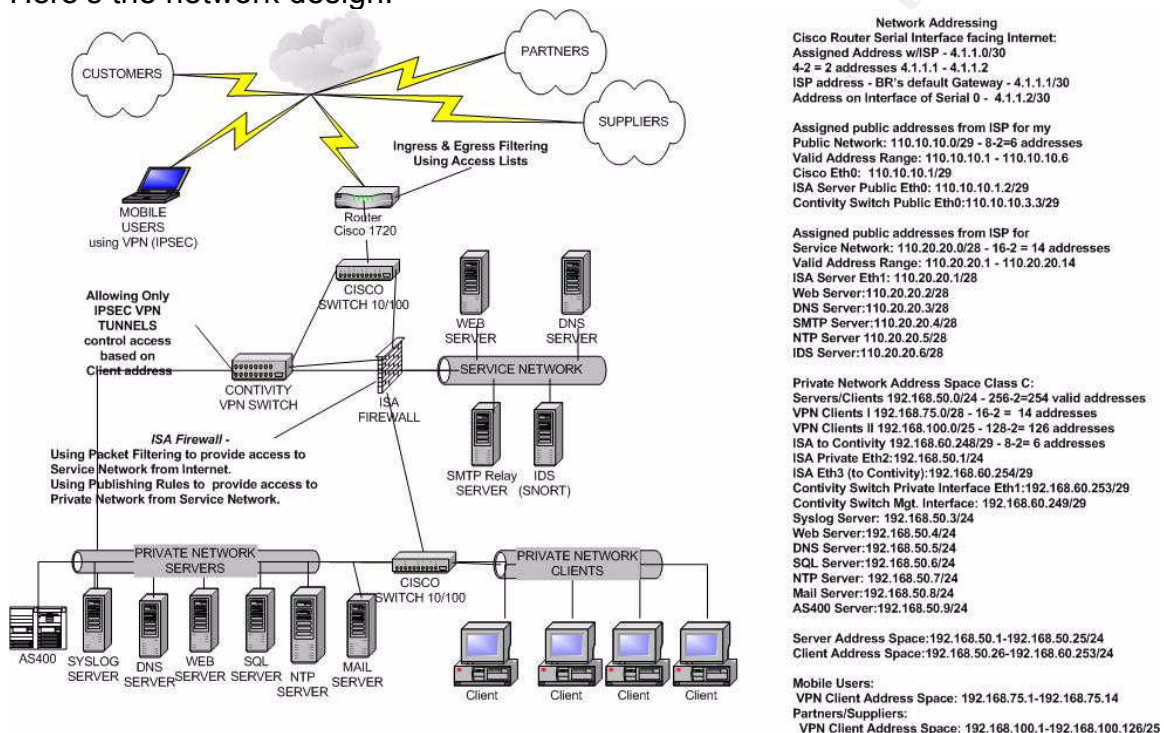 Here's the network design:
CUSTOMERS
PARTNERS
SUPPLIERS
Ingress & Egress Filtering
Using Access Lists
MOBILE
USERS
using VPN (IPSEC)
Router
Cisco 1720
CISCO
SWITCH 10/100
Allowing Only
IPSEC VPN
TUNNELS
control access
based on
Client address
CONTIVITY
VPN SWITCH
ISA
FIREWALL
WEB
SERVER
DNS
SERVER
SERVICE NETWORK
SMTP Relay
SERVER
IDS
(SNORT)
ISA Firewall -
Using Packet Filtering to provide access to
Service Network from Internet.
Using Publishing Rules to provide access to
Private Network from Service Network.
PRIVATE NETWORK
SERVERS
CISCO
SWITCH 10/100
PRIVATE NETWORK
CLIENTS
AS400
SYSLOG
SERVER
DNS
SERVER
WEB
SERVER
SQL
SERVER
NTP
SERVER
MAIL
SERVER
Client
Client
Client
Client
Network Addressing
Cisco Router Serial Interface facing Internet:
Assigned Address w/ISP - 4.1.1.0/30
4-2 = 2 addresses 4.1.1.1 - 4.1.1.2
ISP address - BR's default Gateway - 4.1.1.1/30
Address on Interface of Serial 0 - 4.1.1.2/30
Assigned public addresses from ISP for my
Public Network: 110.10.10.0/29 - 8-2=6 addresses
Valid Address Range: 110.10.10.1 - 110.10.10.6
Cisco Eth0: 110.10.10.1/29
ISA Server Public Eth0: 110.10.10.1.2/29
Contivity Switch Public Eth0:110.10.10.3.3/29
Assigned public addresses from ISP for
Service Network: 110.20.20.0/28 - 16-2 = 14 addresses
Valid Address Range: 110.20.20.1 - 110.20.20.14
ISA Server Eth1: 110.20.20.1/28
Web Server:110.20.20.2/28
DNS Server:110.20.20.3/28
SMTP Server:110.20.20.4/28
NTP Server 110.20.20.5/28
IDS Server:110.20.20.6/28
Private Network Address Space Class C:
Servers/Clients 192.168.50.0/24 - 256-2=254 valid addresses
VPN Clients I 192.168.75.0/28 - 16-2 = 14 addresses
VPN Clients II 192.168.100.0/25 - 128-2= 126 addresses
ISA to Contivity 192.168.60.248/29 - 8-2= 6 addresses
ISA Private Eth2:192.168.50.1/24
ISA Eth3 (to Contivity):192.168.60.254/29
Contivity Switch Private Interface Eth1:192.168.60.253/29
Contivity Switch Mgt. Interface: 192.168.60.249/29
Syslog Server: 192.168.50.3/24
Web Server:192.168.50.4/24
DNS Server:192.168.50.5/24
SQL Server:192.168.50.6/24
NTP Server: 192.168.50.7/24
Mail Server:192.168.50.8/24
AS400 Server:192.168.50.9/24
Server Address Space:192.168.50.1-192.168.50.25/24
Client Address Space:192.168.50.26-192.168.60.253/24
Mobile Users:
VPN Client Address Space: 192.168.75.1-192.168.75.14
Partners/Suppliers:
VPN Client Address Space: 192.168.100.1-192.168.100.126/25